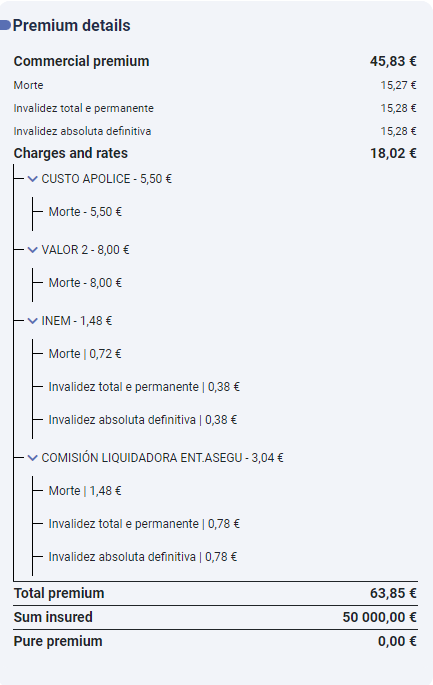 Premium details
Commercial premium 45,83 €
Morte 15,27 €
Invalidez total e permanente 15,28 €
Invalidez absoluta definitiva 15,28 €
Charges and rates 18,02 €
CUSTO APOLICE - 5,50 €
Morte - 5,50 €
VALOR 2 - 8,00 €
Morte - 8,00 €
INEM - 1,48 €
Morte | 0,72 €
Invalidez total e permanente | 0,38 €
Invalidez absoluta definitiva | 0,38 €
COMISIÓN LIQUIDADORA ENT.ASEGU - 3,04 €
Morte | 1,48 €
Invalidez total e permanente | 0,78 €
Invalidez absoluta definitiva | 0,78 €
Total premium 63,85 €
Sum insured 50 000,00 €
Pure premium 0,00 €